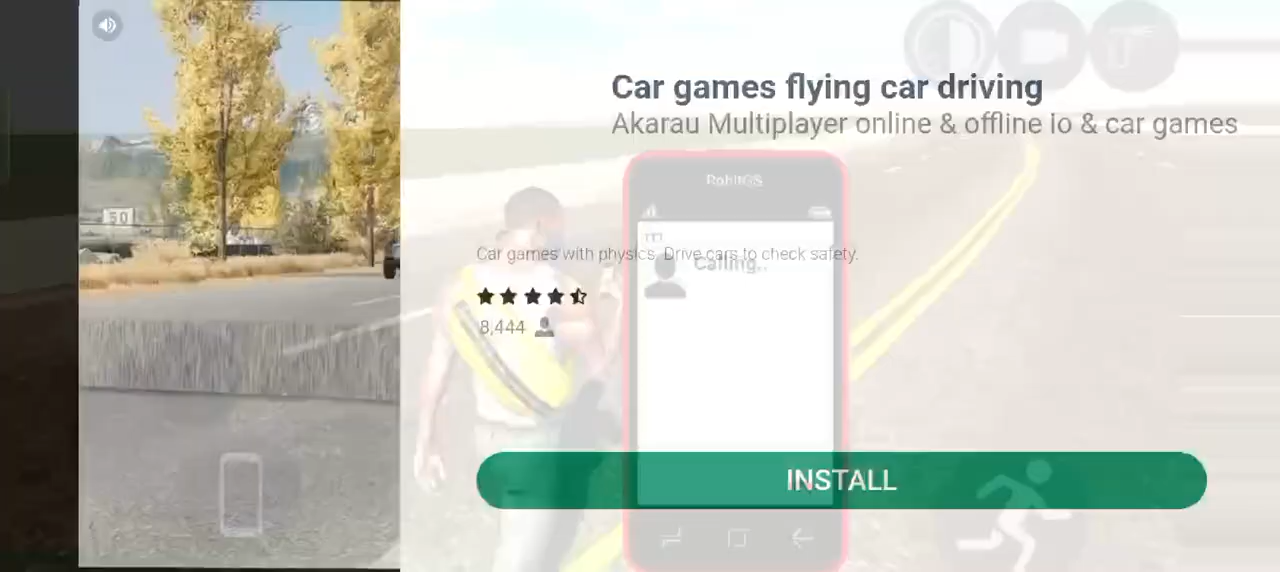 Car games flying car driving
Akarau Multiplayer online & offline io & car games
50
Car games with physics. Drive cars to check safety.
Calling..
8,444
INSTALL